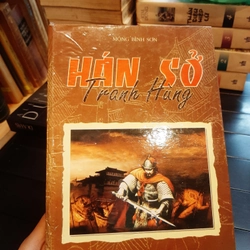 MỘNG BÌNH SƠN
HÁN SỞ
Tranh Hùng